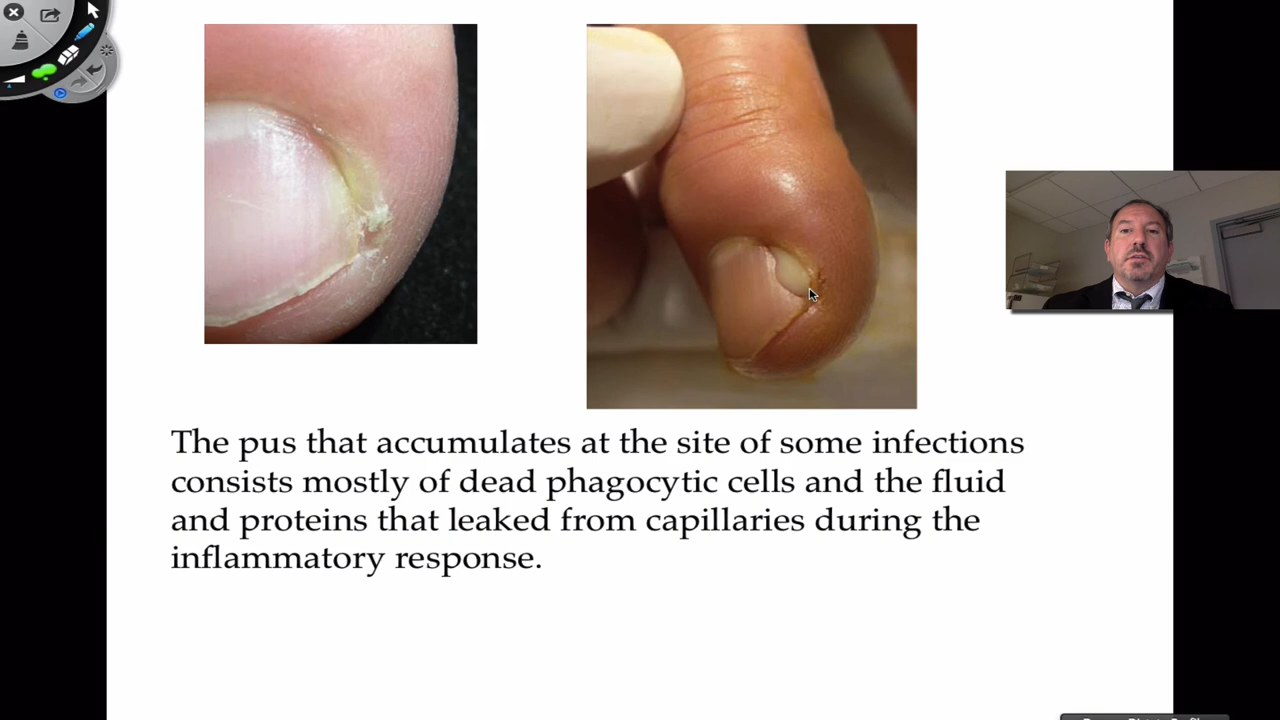 The pus that accumulates at the site of some infections
consists mostly of dead phagocytic cells and the fluid
and proteins that leaked from capillaries during the
inflammatory response.